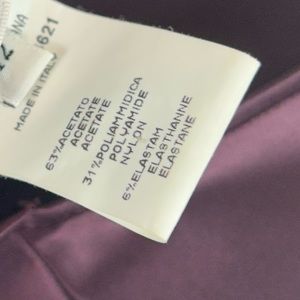 621
MADE IN ITALY
63%ACETATO
ACETATE
ACETATE
31%POLIAMMIDICA
POLYAMIDE
NYLON
6%ELASTAM
ELASTHANNE
ELASTANE